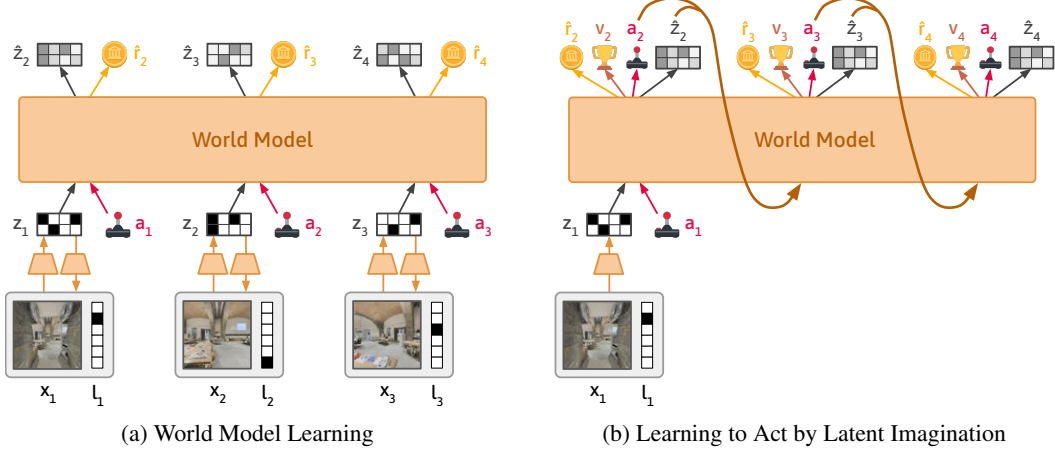 ẑ₂ r̂₂ ẑ₃ r̂₃ ẑ₄ r̂₄
World Model
z₁ a₁ z₂ a₂ z₃ a₃
x₁ l₁ x₂ l₂ x₃ l₃
(a) World Model Learning
r̂₂ v₂ a₂ ẑ₂ r̂₃ v₃ a₃ ẑ₃ r̂₄ v₄ a₄ ẑ₄
World Model
z₁ a₁
x₁ l₁
(b) Learning to Act by Latent Imagination